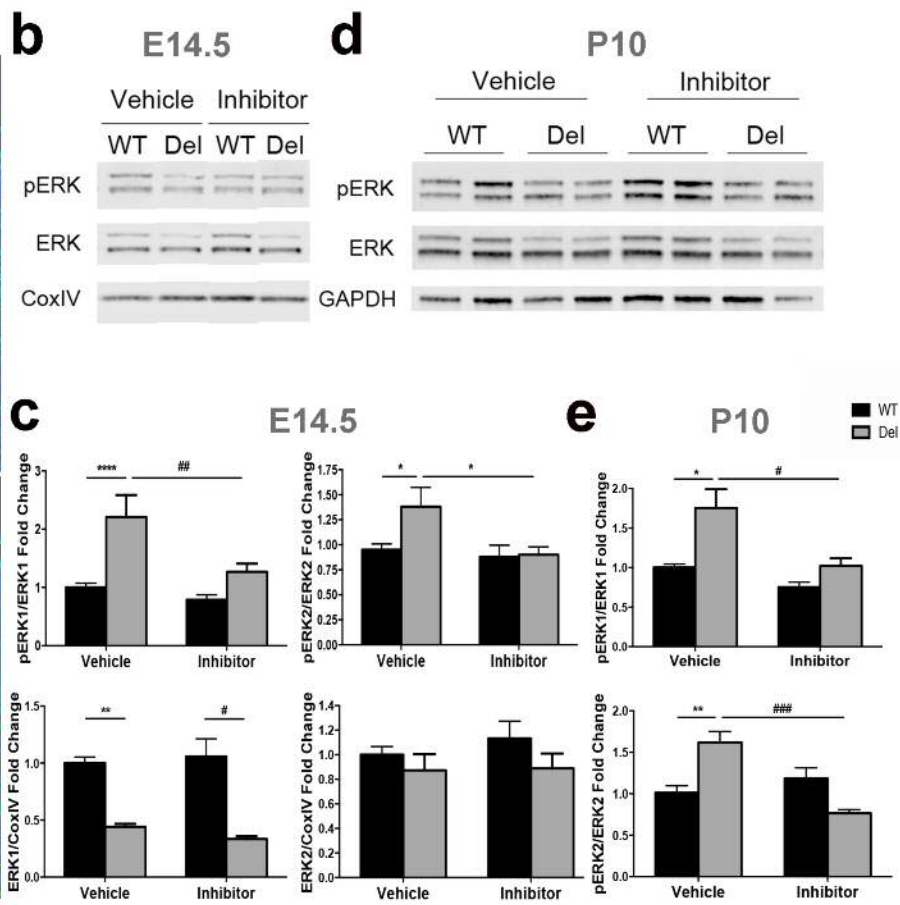 b
E14.5
Vehicle Inhibitor
WT Del WT Del
pERK
ERK
CoxIV
d
P10
Vehicle Inhibitor
WT Del WT Del
pERK
ERK
GAPDH
c
E14.5
pERK1/ERK1 Fold Change
3
2
1
0
****
##
Vehicle Inhibitor
pERK2/ERK2 Fold Change
1.75
1.50
1.25
1.00
0.75
0.50
0.25
0.00
*
*
Vehicle Inhibitor
ERK1/CoxIV Fold Change
1.5
1.0
0.5
0.0
**
#
Vehicle Inhibitor
ERK2/CoxIV Fold Change
1.4
1.2
1.0
0.8
0.6
0.4
0.2
0.0
Vehicle Inhibitor
e
P10
WT
Del
pERK1/ERK1 Fold Change
2.0
1.5
1.0
0.5
0.0
*
#
Vehicle Inhibitor
pERK2/ERK2 Fold Change
2.0
1.5
1.0
0.5
0.0
**
###
Vehicle Inhibitor